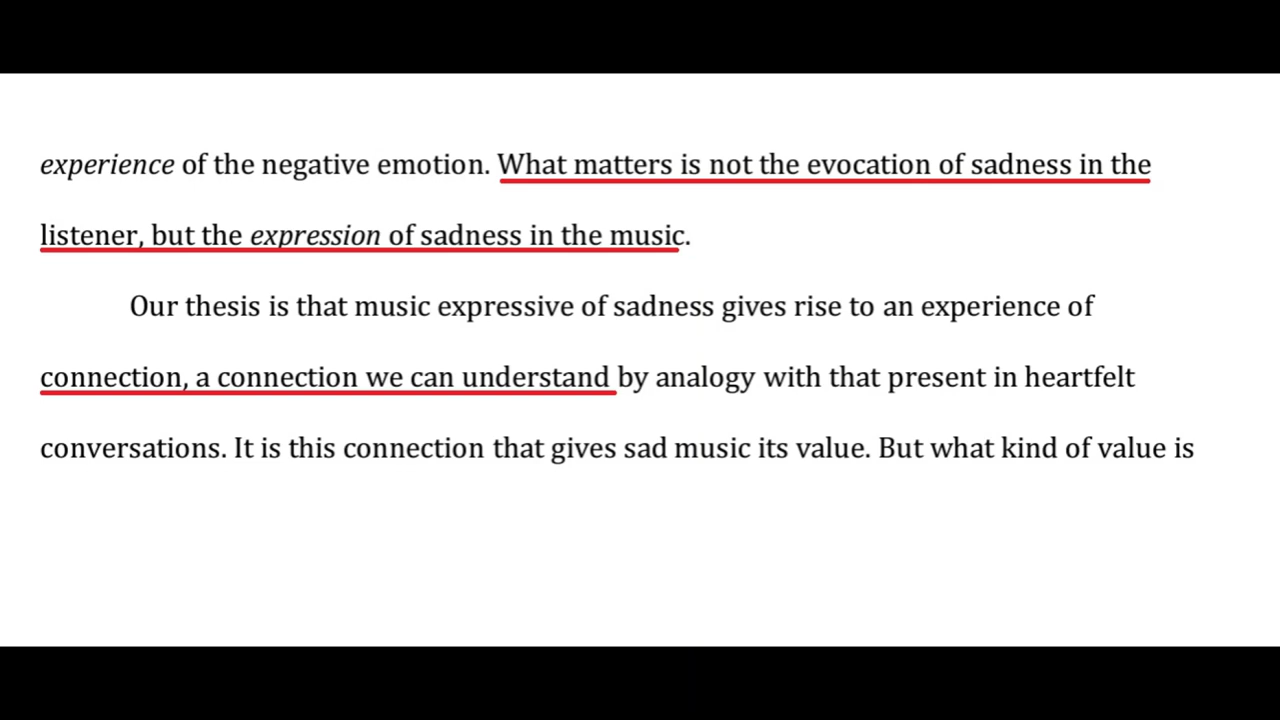 experience of the negative emotion. What matters is not the evocation of sadness in the
listener, but the expression of sadness in the music.
Our thesis is that music expressive of sadness gives rise to an experience of
connection, a connection we can understand by analogy with that present in heartfelt
conversations. It is this connection that gives sad music its value. But what kind of value is